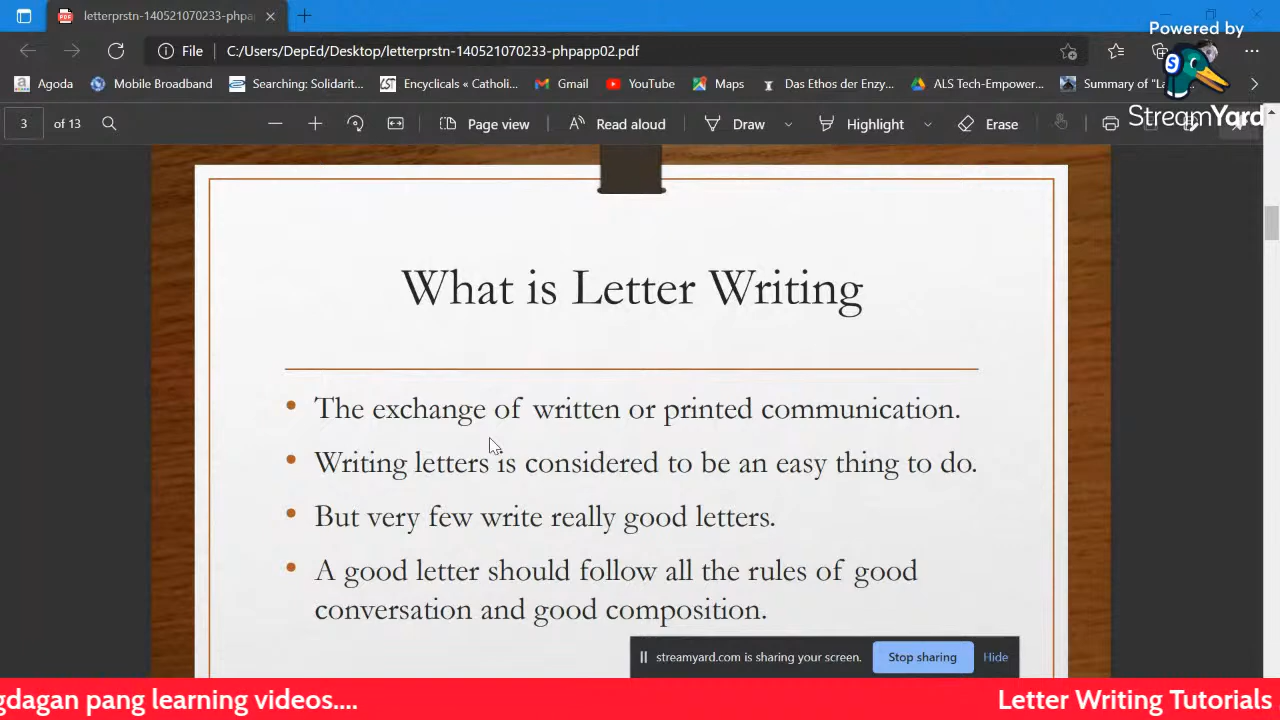 letterprstn-140521070233-phpap
Powered by
File C:/Users/DepEd/Desktop/letterprstn-140521070233-phpapp02.pdf
Agoda Mobile Broadband Searching: Solidarit... Encyclicals « Catholi... Gmail YouTube Maps Das Ethos der Enzy... ALS Tech-Empower... Summary of "La
StreamYard
3 of 13 Page view Read aloud Draw Highlight Erase
What is Letter Writing
• The exchange of written or printed communication.
• Writing letters is considered to be an easy thing to do.
• But very few write really good letters.
• A good letter should follow all the rules of good
conversation and good composition.
streamyard.com is sharing your screen. Stop sharing Hide
gdagan pang learning videos.... Letter Writing Tutorials